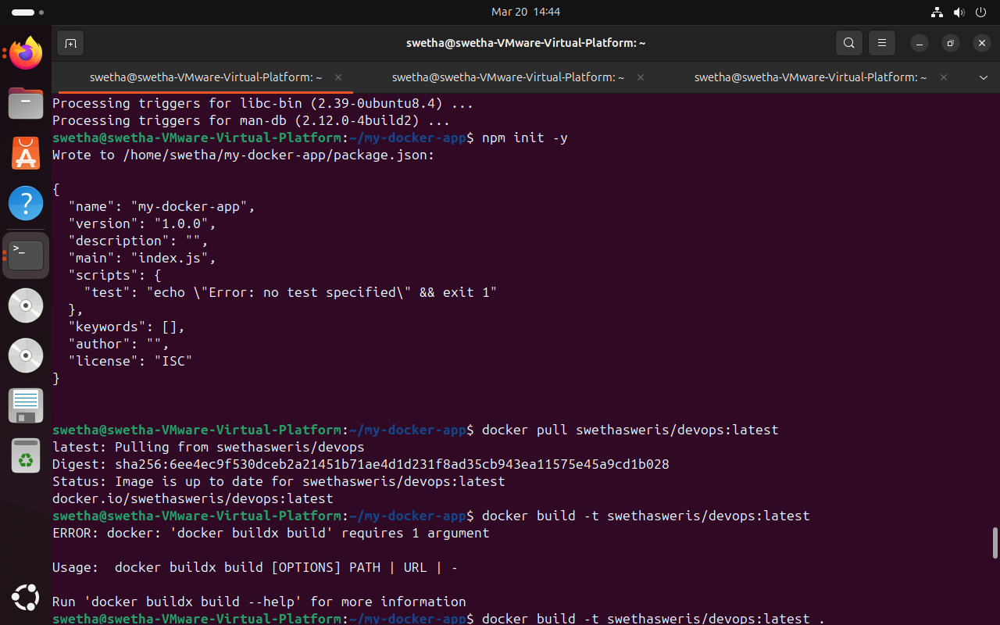 Mar 20 14:44
swetha@swetha-VMware-Virtual-Platform: ~
swetha@swetha-VMware-Virtual-Platform: ~ × swetha@swetha-VMware-Virtual-Platform: ~ × swetha@swetha-VMware-Virtual-Platform: ~ ×
Processing triggers for libc-bin (2.39-0ubuntu8.4) ...
Processing triggers for man-db (2.12.0-4build2) ...
swetha@swetha-VMware-Virtual-Platform:~/my-docker-app$ npm init -y
Wrote to /home/swetha/my-docker-app/package.json:

{
  "name": "my-docker-app",
  "version": "1.0.0",
  "description": "",
  "main": "index.js",
  "scripts": {
    "test": "echo \"Error: no test specified\" && exit 1"
  },
  "keywords": [],
  "author": "",
  "license": "ISC"
}

swetha@swetha-VMware-Virtual-Platform:~/my-docker-app$ docker pull swethasweris/devops:latest
latest: Pulling from swethasweris/devops
Digest: sha256:6ee4ec9f530dceb2a21451b71ae4d1d231f8ad35cb943ea11575e45a9cd1b028
Status: Image is up to date for swethasweris/devops:latest
docker.io/swethasweris/devops:latest
swetha@swetha-VMware-Virtual-Platform:~/my-docker-app$ docker build -t swethasweris/devops:latest
ERROR: docker: 'docker buildx build' requires 1 argument

Usage:  docker buildx build [OPTIONS] PATH | URL | -

Run 'docker buildx build --help' for more information
swetha@swetha-VMware-Virtual-Platform:~/my-docker-app$ docker build -t swethasweris/devops:latest .